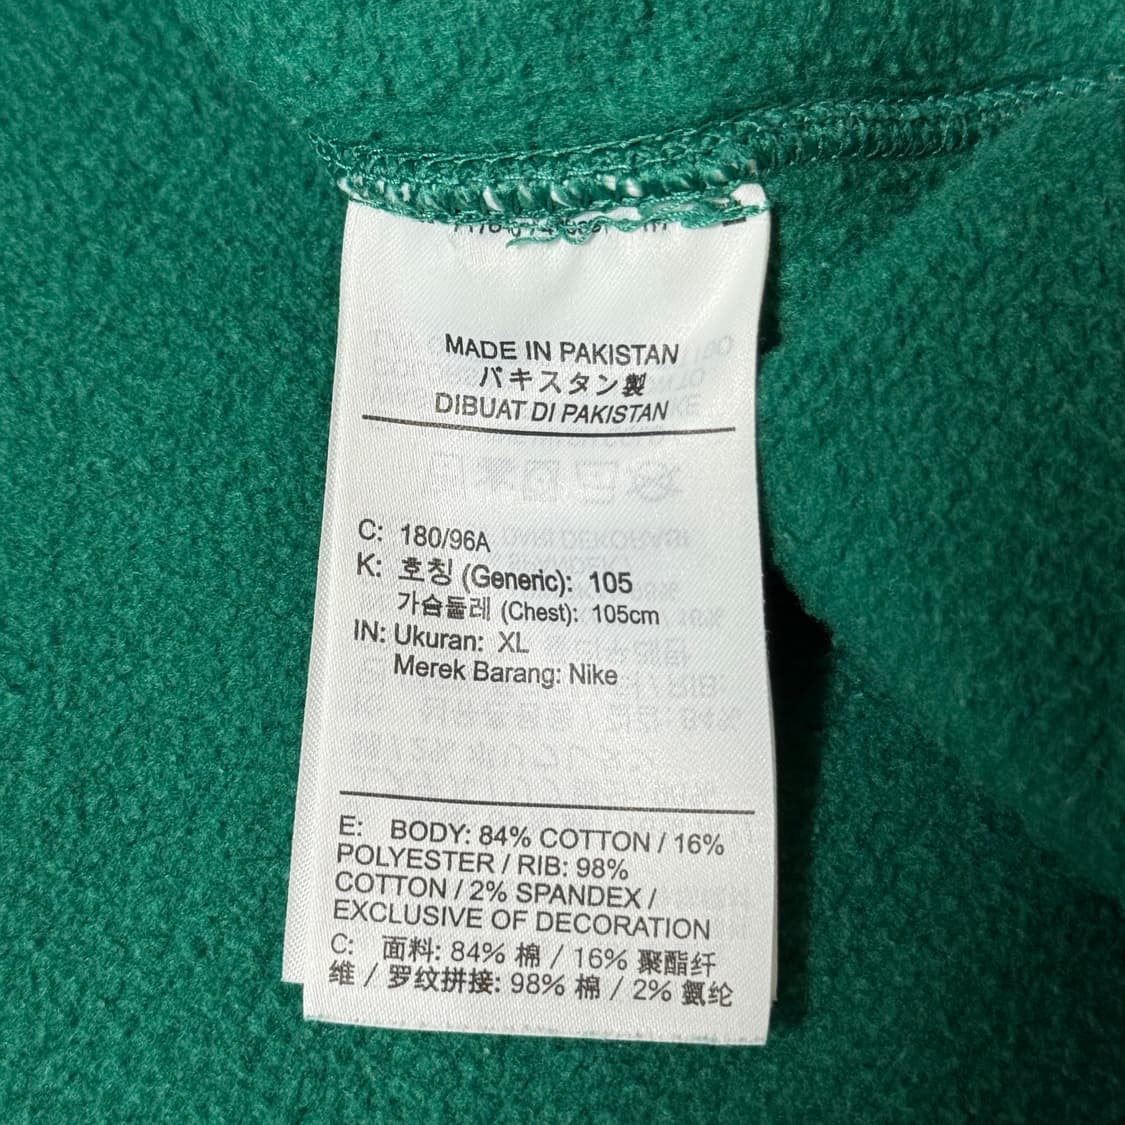 MADE IN PAKISTAN
パキスタン製
DIBUAT DI PAKISTAN
C: 180/96A
K: 호칭 (Generic): 105
가슴둘레 (Chest): 105cm
IN: Ukuran: XL
Merek Barang: Nike
E: BODY: 84% COTTON / 16%
POLYESTER / RIB: 98%
COTTON / 2% SPANDEX /
EXCLUSIVE OF DECORATION
C: 面料: 84% 棉 / 16% 聚酯纤
维 / 罗纹拼接: 98% 棉 / 2% 氨纶